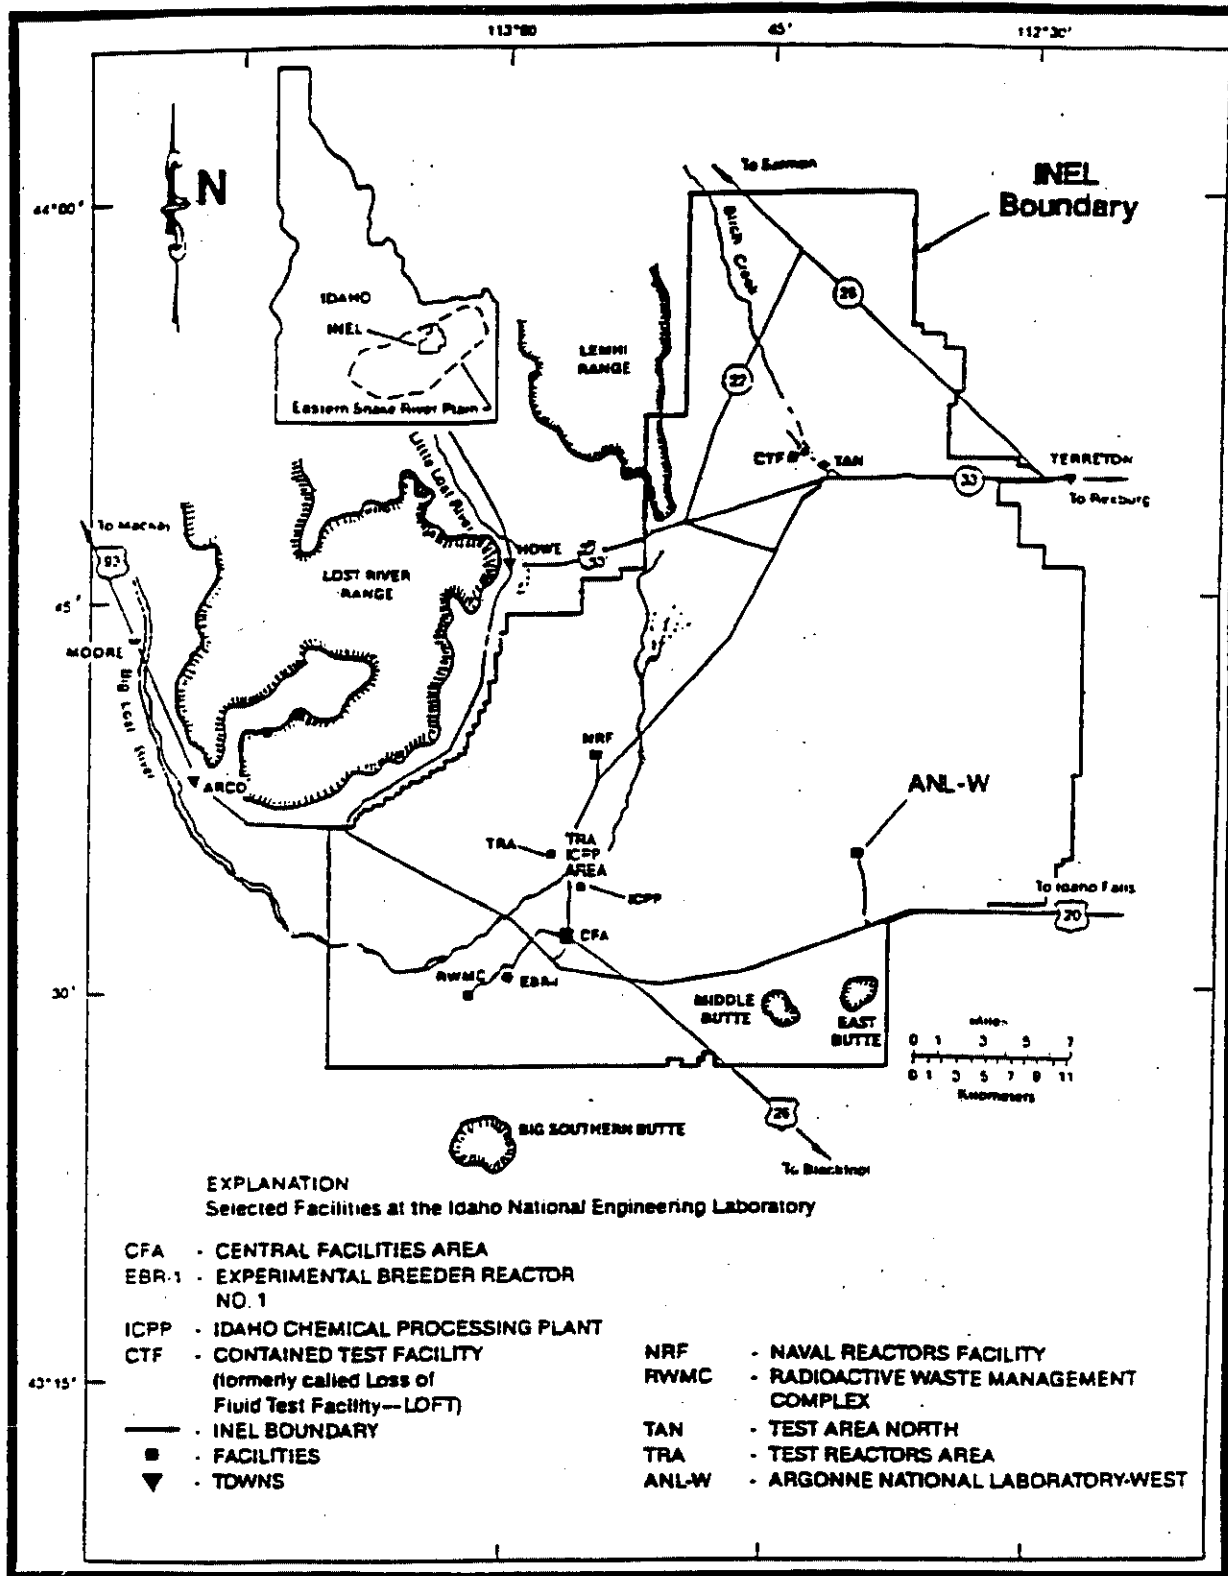 113°00'
45'
112°30'
To Salmon
INEL
Boundary
N
44°00'
Birch Creek
IDAHO
INEL
28
LEMHI
RANGE
22
Eastern Snake River Plain
Little Lost River
CTF
TAN
TERRETON
33
To Rexburg
To Mackay
HOWE
33
93
LOST RIVER
RANGE
45'
MOORE
Big Lost River
NRF
ARCO
ANL-W
TRA
TRA
ICPP
AREA
To Idaho Falls
ICPP
20
CFA
RWMC
EBR-I
30'
MIDDLE
BUTTE
EAST
BUTTE
Miles
0 1 3 5 7
0 1 3 5 7 9 11
Kilometers
26
BIG SOUTHERN BUTTE
To Blackfoot
EXPLANATION
Selected Facilities at the Idaho National Engineering Laboratory
CFA - CENTRAL FACILITIES AREA
EBR-1 - EXPERIMENTAL BREEDER REACTOR
NO. 1
ICPP - IDAHO CHEMICAL PROCESSING PLANT
CTF - CONTAINED TEST FACILITY
(formerly called Loss of
Fluid Test Facility—LOFT)
- INEL BOUNDARY
- FACILITIES
- TOWNS
NRF - NAVAL REACTORS FACILITY
RWMC - RADIOACTIVE WASTE MANAGEMENT
COMPLEX
TAN - TEST AREA NORTH
TRA - TEST REACTORS AREA
ANL-W - ARGONNE NATIONAL LABORATORY-WEST
43°15'